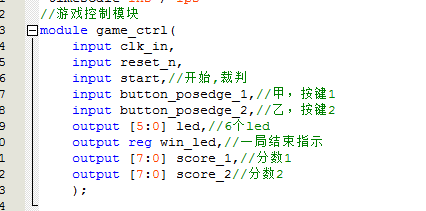 //游戏控制模块
module game_ctrl(
input clk_in,
input reset_n,
input start,//开始,裁判
input button_posedge_1,//甲，按键1
input button_posedge_2,//乙，按键2
output [5:0] led,//6个led
output reg win_led,//一局结束指示
output [7:0] score_1,//分数1
output [7:0] score_2//分数2
);